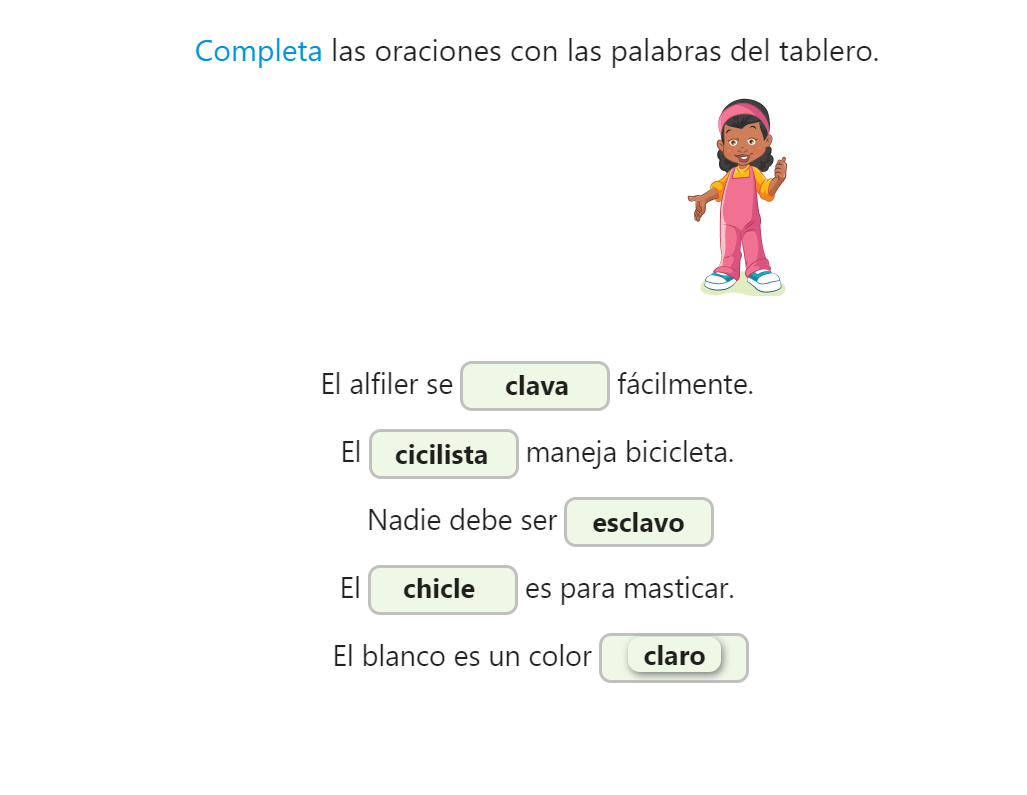 Completa las oraciones con las palabras del tablero.
El alfiler se clava fácilmente.
El cicilista maneja bicicleta.
Nadie debe ser esclavo
El chicle es para masticar.
El blanco es un color claro